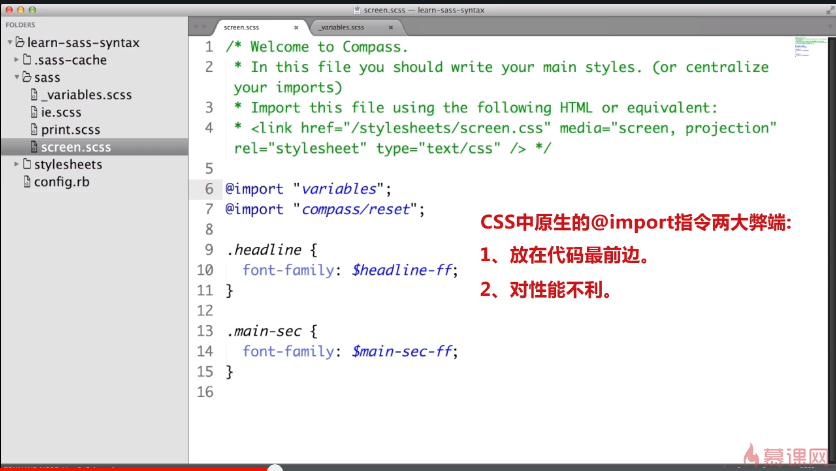 screen.scss — learn-sass-syntax
FOLDERS
learn-sass-syntax
.sass-cache
sass
_variables.scss
ie.scss
print.scss
screen.scss
stylesheets
config.rb
screen.scss
_variables.scss
1 /* Welcome to Compass.
2 * In this file you should write your main styles. (or centralize
your imports)
3 * Import this file using the following HTML or equivalent:
4 * <link href="/stylesheets/screen.css" media="screen, projection"
rel="stylesheet" type="text/css" /> */
5
6 @import "variables";
7 @import "compass/reset";
8
9 .headline {
10 font-family: $headline-ff;
11 }
12
13 .main-sec {
14 font-family: $main-sec-ff;
15 }
16
CSS中原生的@import指令两大弊端:
1、放在代码最前边。
2、对性能不利。
慕课网